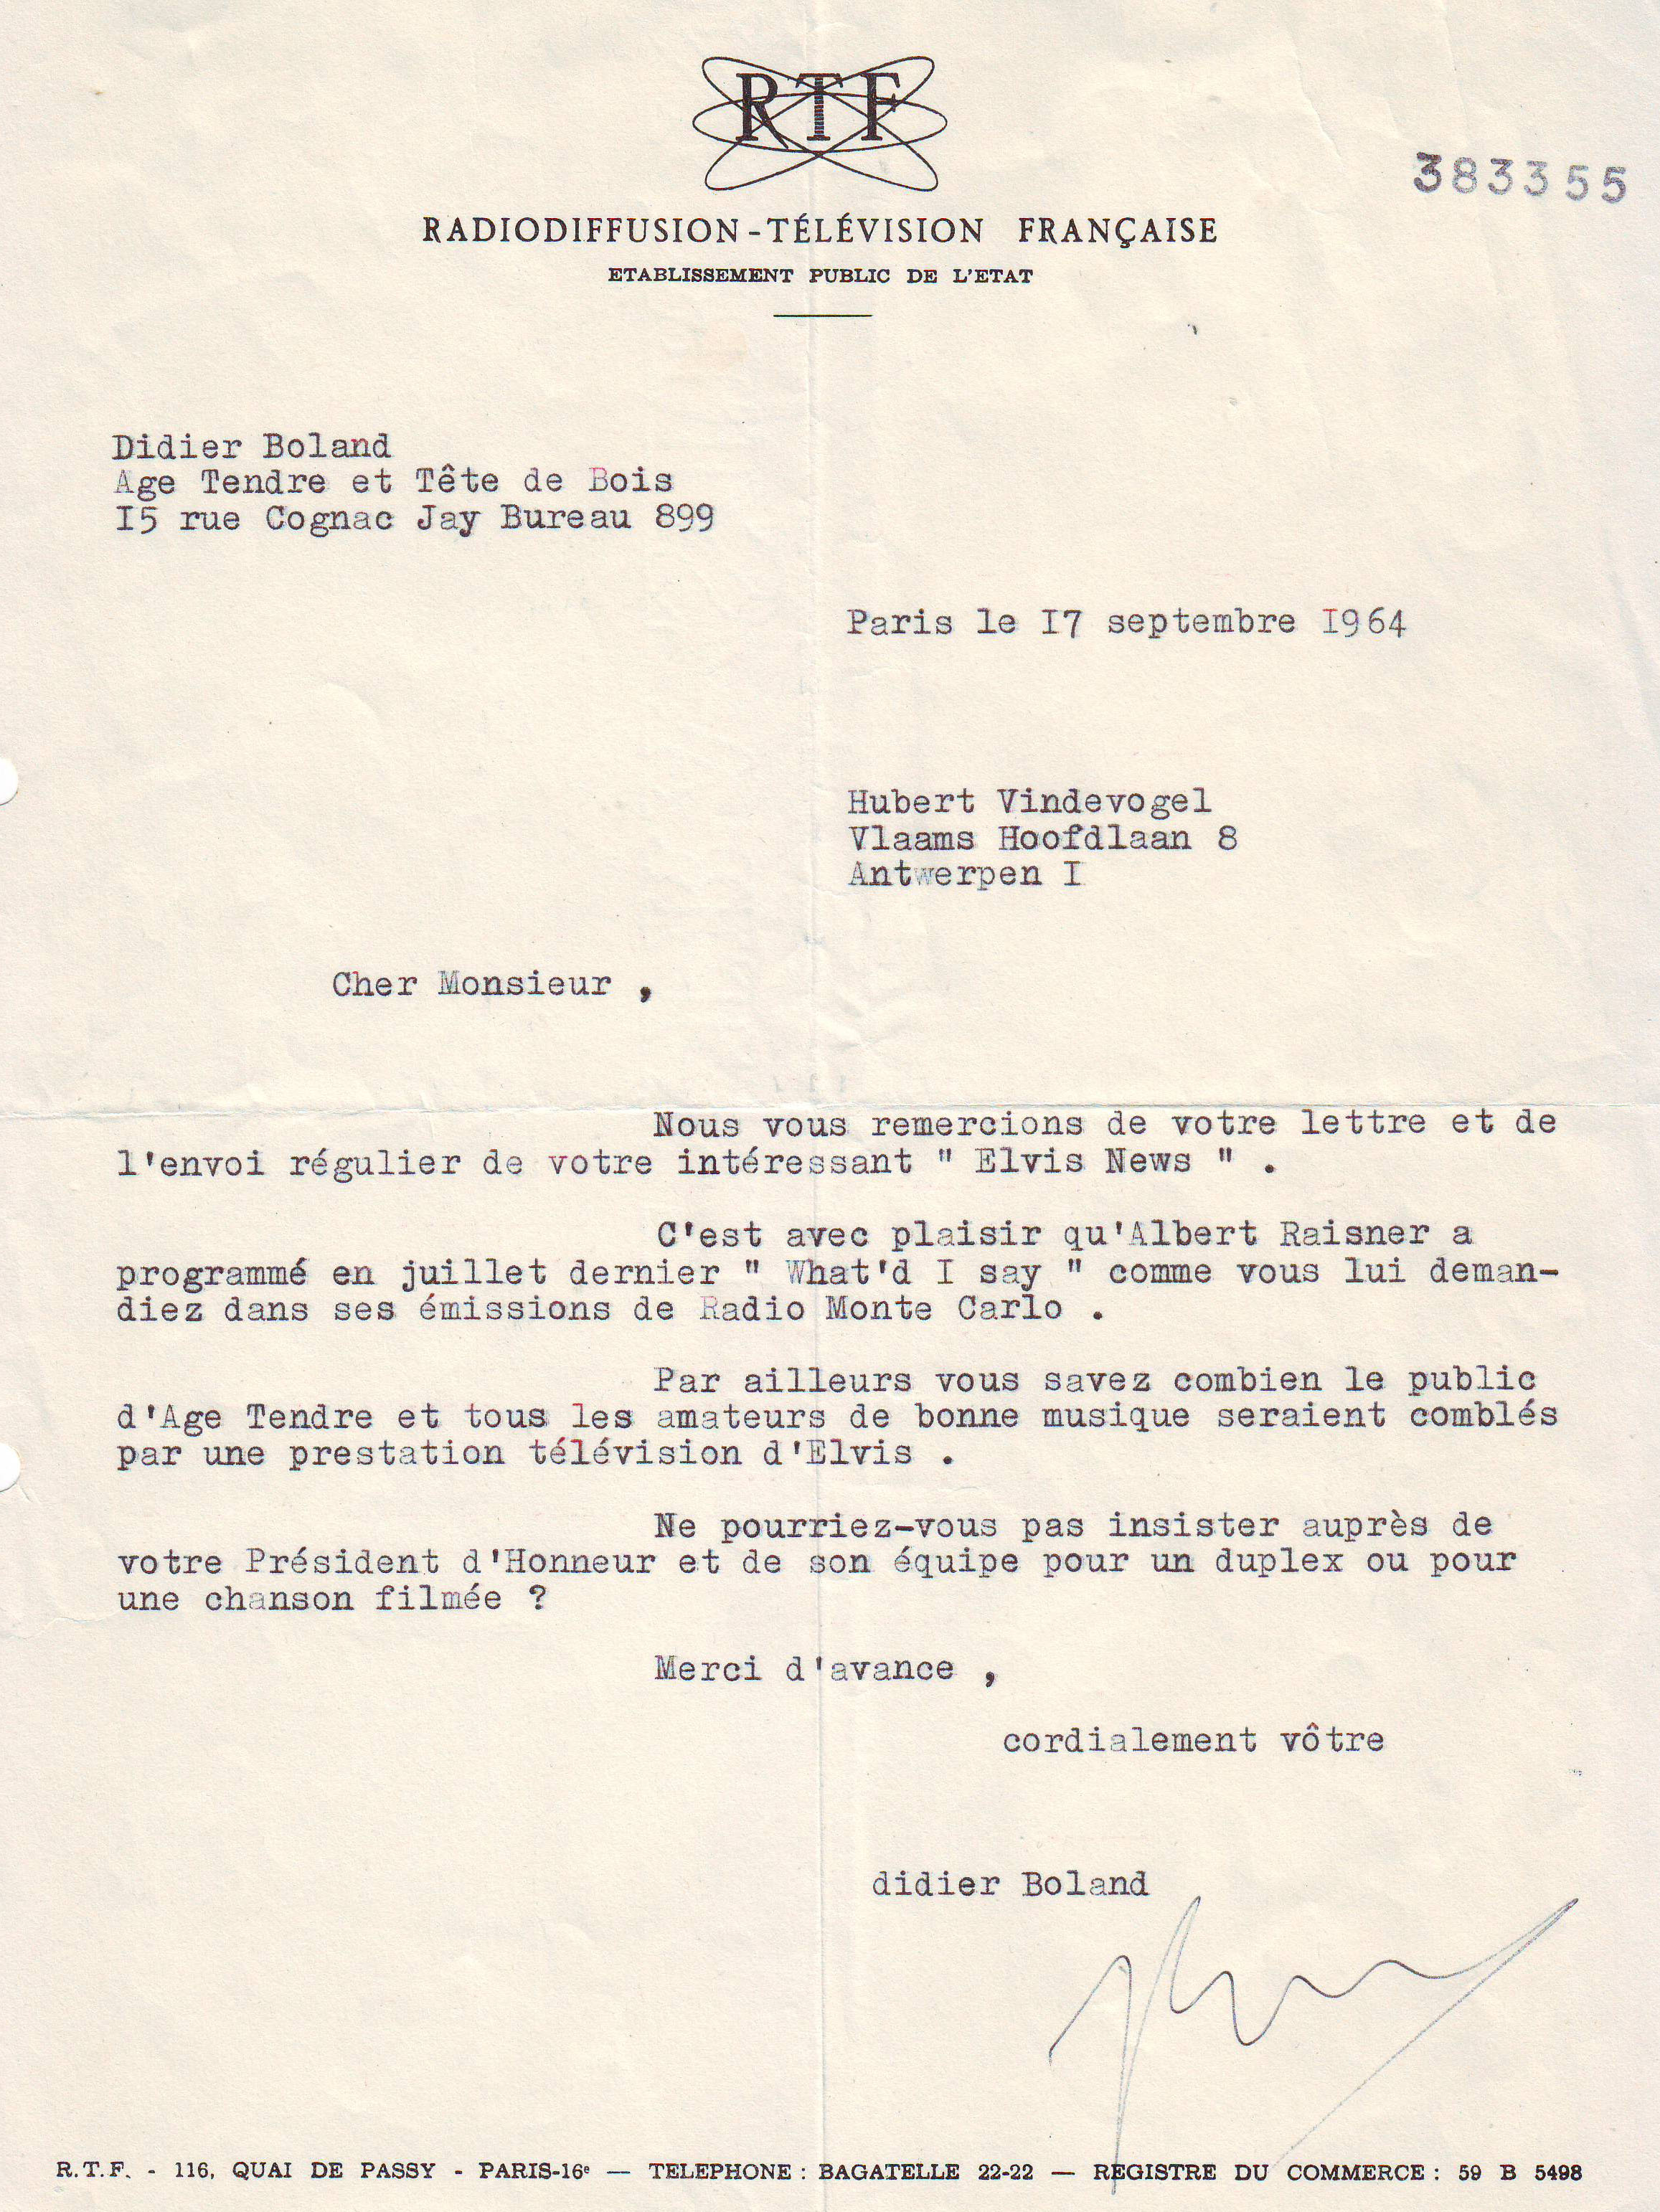 RTF
383355
RADIODIFFUSION-TÉLÉVISION FRANÇAISE
ETABLISSEMENT PUBLIC DE L'ETAT
Didier Boland
Age Tendre et Tête de Bois
I5 rue Cognac Jay Bureau 899
Paris le I7 septembre I964
Hubert Vindevogel
Vlaams Hoofdlaan 8
Antwerpen I
Cher Monsieur ,
Nous vous remercions de votre lettre et de
l'envoi régulier de votre intéressant " Elvis News " .
C'est avec plaisir qu'Albert Raisner a
programmé en juillet dernier " What'd I say " comme vous lui deman-
diez dans ses émissions de Radio Monte Carlo .
Par ailleurs vous savez combien le public
d'Age Tendre et tous les amateurs de bonne musique seraient comblés
par une prestation télévision d'Elvis .
Ne pourriez-vous pas insister auprès de
votre Président d'Honneur et de son équipe pour un duplex ou pour
une chanson filmée ?
Merci d'avance ,
cordialement vôtre
didier Boland
R.T.F. - 116, QUAI DE PASSY - PARIS-16e — TELEPHONE : BAGATELLE 22-22 — REGISTRE DU COMMERCE : 59 B 5498